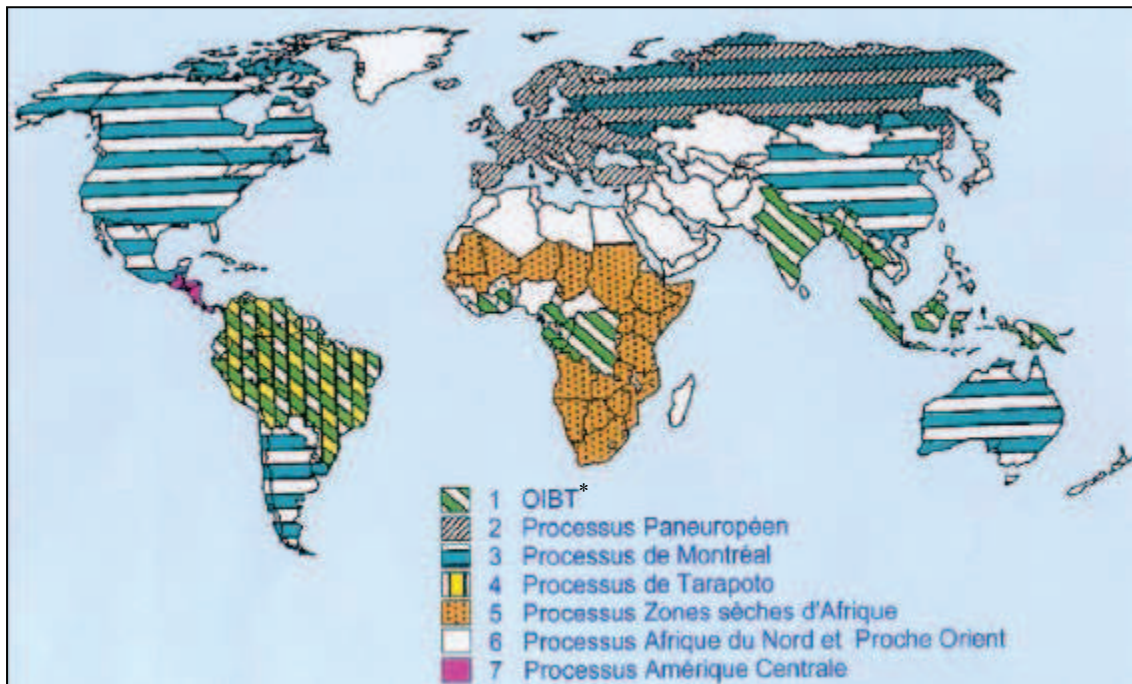 1 OIBT*
2 Processus Paneuropéen
3 Processus de Montréal
4 Processus de Tarapoto
5 Processus Zones sèches d'Afrique
6 Processus Afrique du Nord et Proche Orient
7 Processus Amérique Centrale